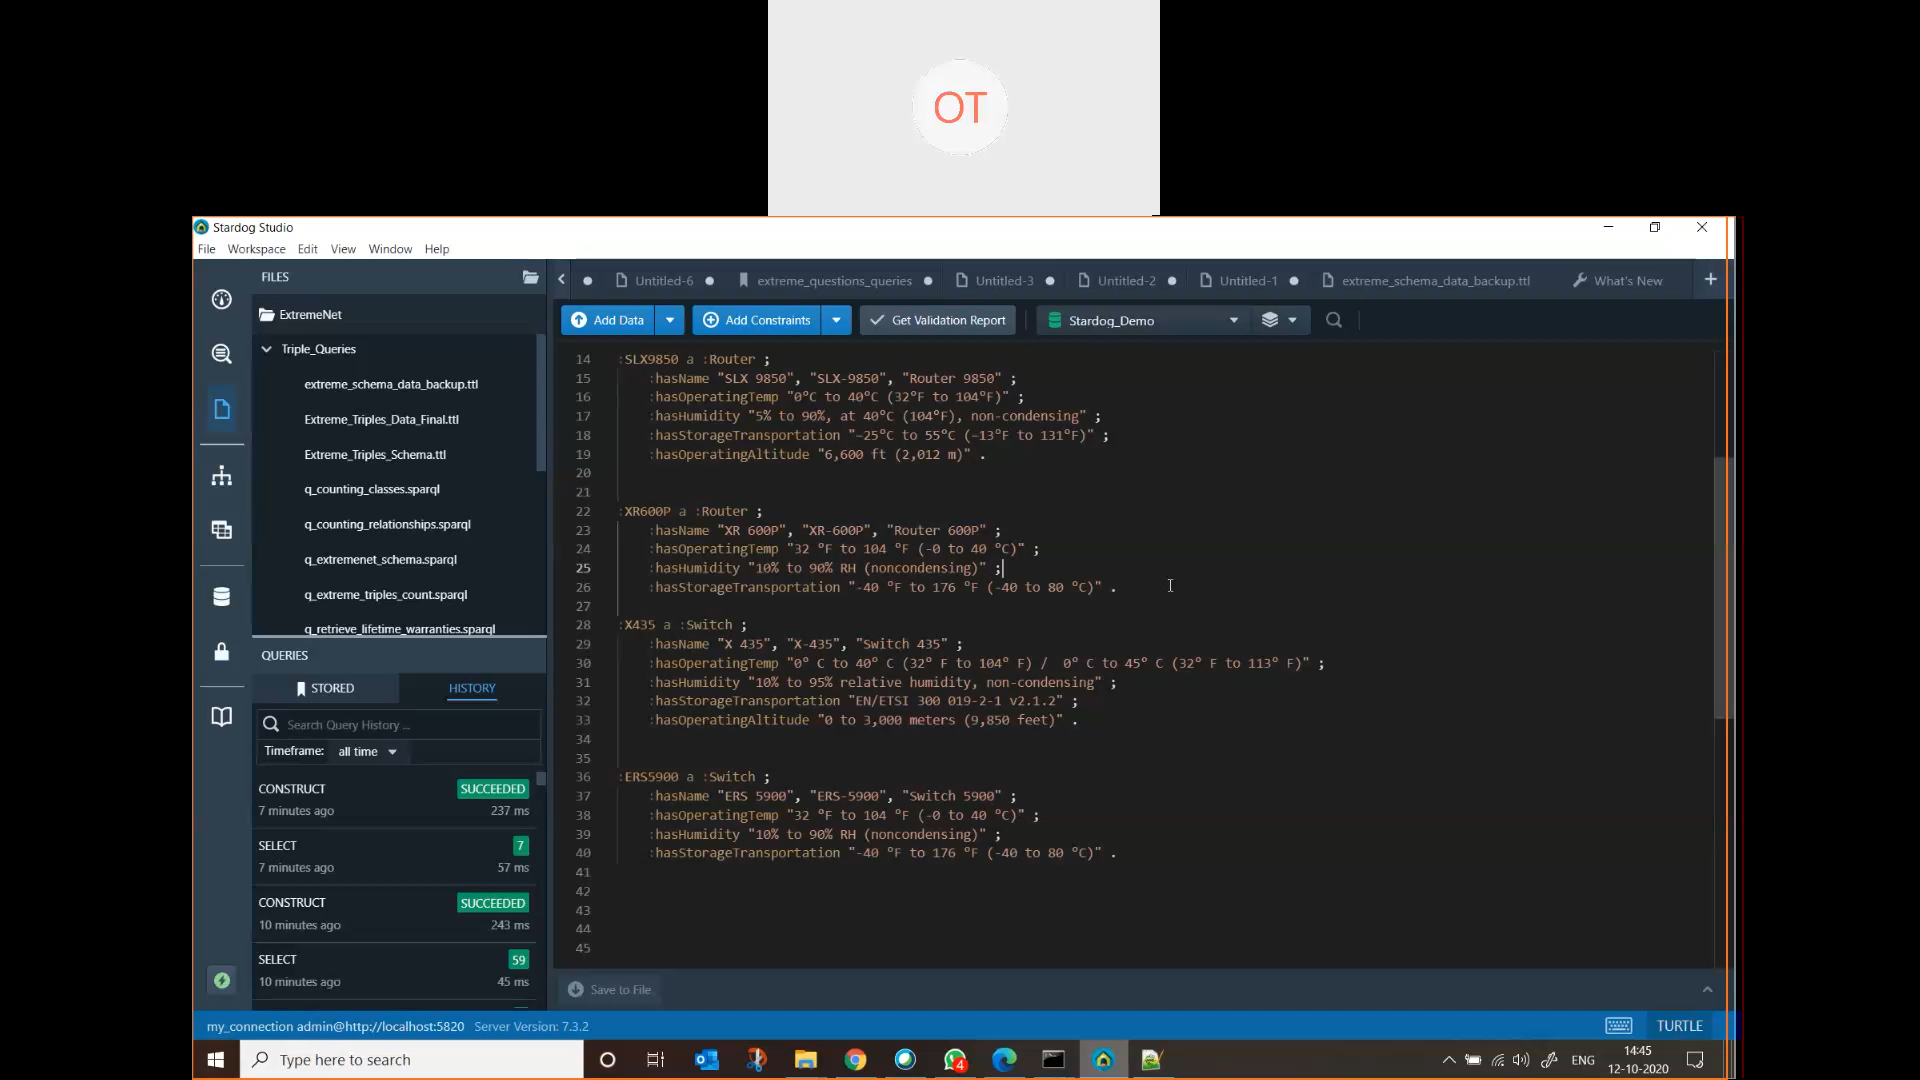 OT
Stardog Studio
File Workspace Edit View Window Help
FILES
Untitled-6 extreme_questions_queries Untitled-3 Untitled-2 Untitled-1 extreme_schema_data_backup.ttl What's New
ExtremeNet
Add Data Add Constraints Get Validation Report Stardog_Demo
Triple_Queries
extreme_schema_data_backup.ttl
Extreme_Triples_Data_Final.ttl
Extreme_Triples_Schema.ttl
q_counting_classes.sparql
q_counting_relationships.sparql
q_extremenet_schema.sparql
q_extreme_triples_count.sparql
q_retrieve_lifetime_warranties.sparql
QUERIES
STORED HISTORY
Search Query History ...
Timeframe: all time
CONSTRUCT SUCCEEDED
7 minutes ago 237 ms
SELECT 7
7 minutes ago 57 ms
CONSTRUCT SUCCEEDED
10 minutes ago 243 ms
SELECT 59
10 minutes ago 45 ms
14 :SLX9850 a :Router ;
15 :hasName "SLX 9850", "SLX-9850", "Router 9850" ;
16 :hasOperatingTemp "0°C to 40°C (32°F to 104°F)" ;
17 :hasHumidity "5% to 90%, at 40°C (104°F), non-condensing" ;
18 :hasStorageTransportation "–25°C to 55°C (–13°F to 131°F)" ;
19 :hasOperatingAltitude "6,600 ft (2,012 m)" .
20
21
22 :XR600P a :Router ;
23 :hasName "XR 600P", "XR-600P", "Router 600P" ;
24 :hasOperatingTemp "32 °F to 104 °F (-0 to 40 °C)" ;
25 :hasHumidity "10% to 90% RH (noncondensing)" ;
26 :hasStorageTransportation "-40 °F to 176 °F (-40 to 80 °C)" .
27
28 :X435 a :Switch ;
29 :hasName "X 435", "X-435", "Switch 435" ;
30 :hasOperatingTemp "0° C to 40° C (32° F to 104° F) / 0° C to 45° C (32° F to 113° F)" ;
31 :hasHumidity "10% to 95% relative humidity, non-condensing" ;
32 :hasStorageTransportation "EN/ETSI 300 019-2-1 v2.1.2" ;
33 :hasOperatingAltitude "0 to 3,000 meters (9,850 feet)" .
34
35
36 :ERS5900 a :Switch ;
37 :hasName "ERS 5900", "ERS-5900", "Switch 5900" ;
38 :hasOperatingTemp "32 °F to 104 °F (-0 to 40 °C)" ;
39 :hasHumidity "10% to 90% RH (noncondensing)" ;
40 :hasStorageTransportation "-40 °F to 176 °F (-40 to 80 °C)" .
41
42
43
44
45
Save to File
my_connection admin@http://localhost:5820 Server Version: 7.3.2 TURTLE
Type here to search
4
ENG
14:45
12-10-2020